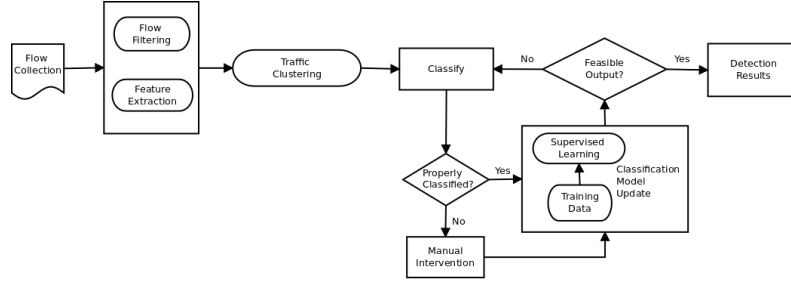 Flow
Collection
Flow
Filtering
Feature
Extraction
Traffic
Clustering
Classify
No
Feasible
Output?
Yes
Detection
Results
Properly
Classified?
Yes
Supervised
Learning
Classification
Model
Update
Training
Data
No
Manual
Intervention